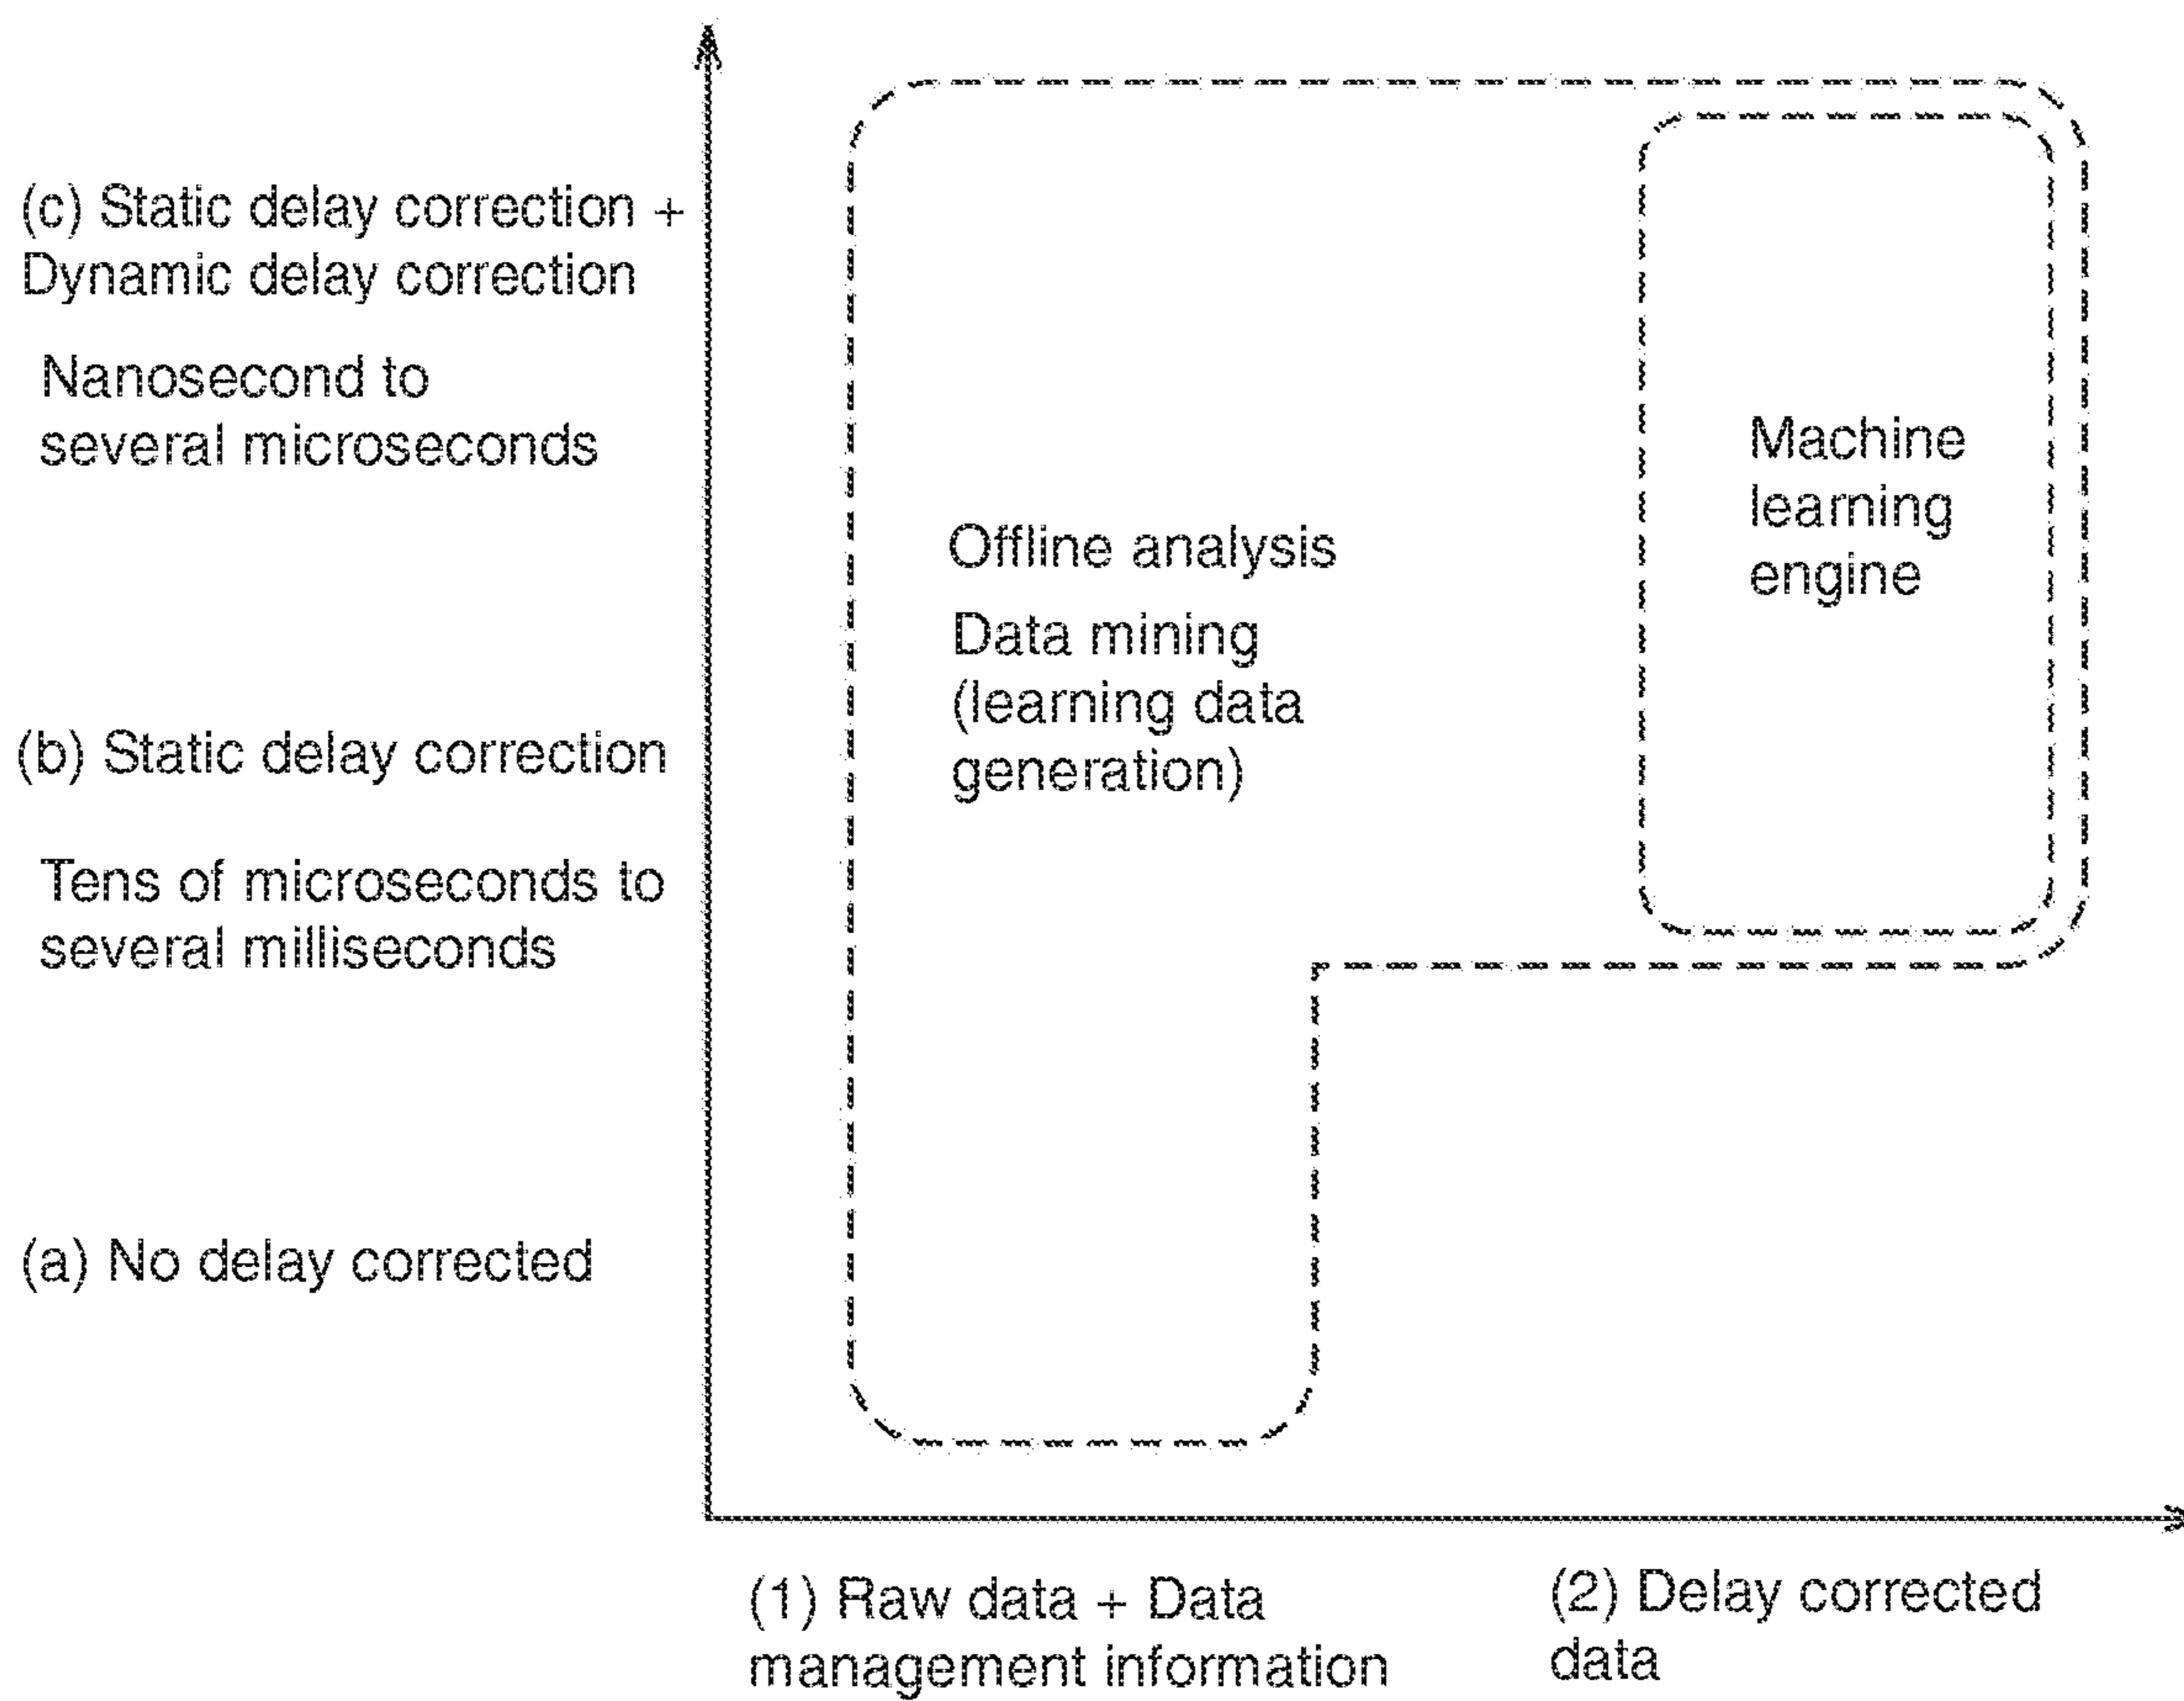 (c) Static delay correction +
Dynamic delay correction
Nanosecond to
several microseconds
(b) Static delay correction
Tens of microseconds to
several milliseconds
(a) No delay corrected
Offline analysis
Data mining
(learning data
generation)
Machine
learning
engine
(1) Raw data + Data
management information
(2) Delay corrected
data